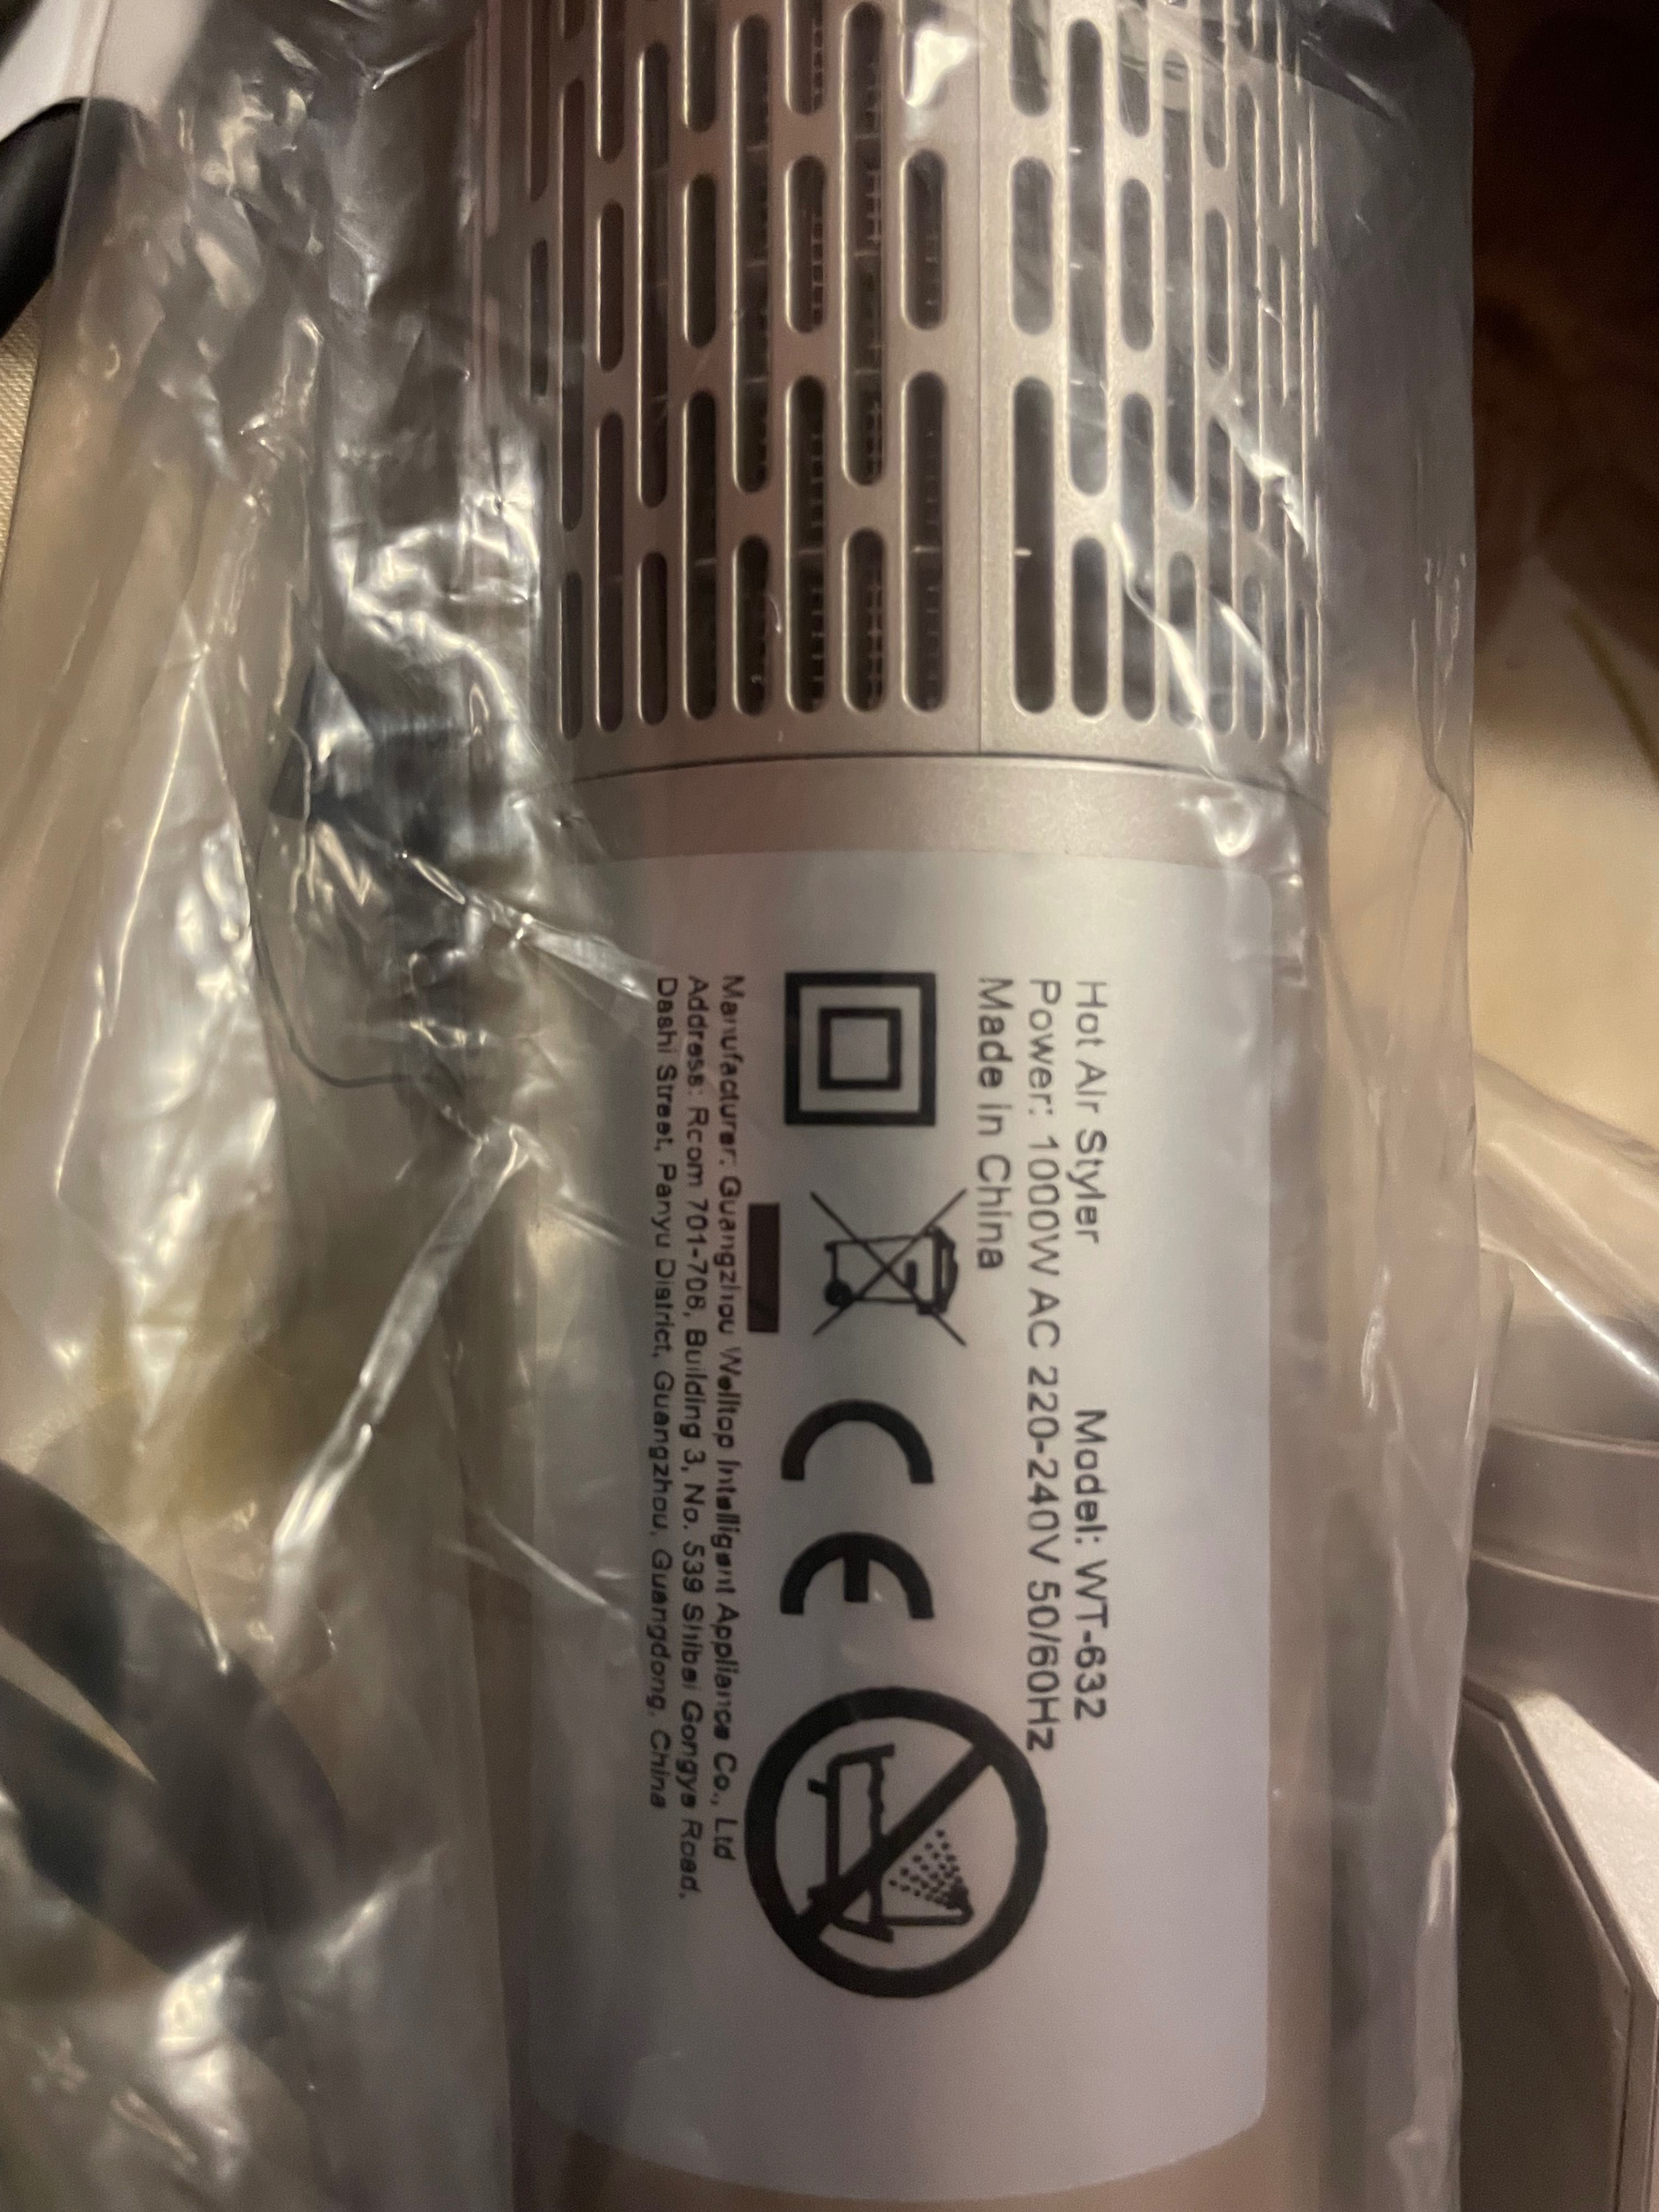 Hot Air Styler Model: WT-632
Power: 1000W AC 220-240V 50/60Hz
Made in China
CE
Manufacturer: Guangzhou Welltop Intelligent Appliance Co., Ltd
Address: Room 701-706, Building 3, No. 539 Shibei Gongye Road,
Dashi Street, Panyu District, Guangzhou, Guangdong, China